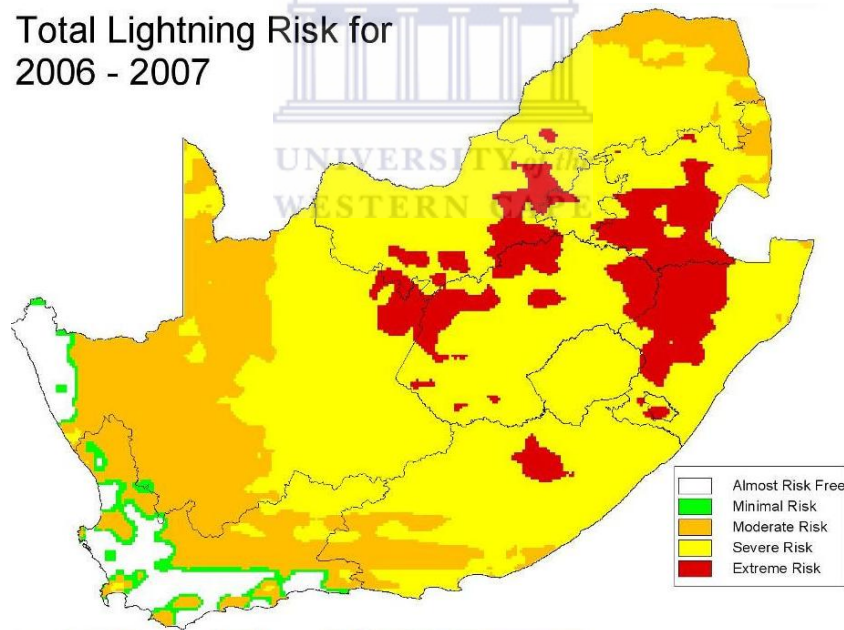 Total Lightning Risk for
2006 - 2007
UNIVERSITY of the
WESTERN CAPE
Almost Risk Free
Minimal Risk
Moderate Risk
Severe Risk
Extreme Risk